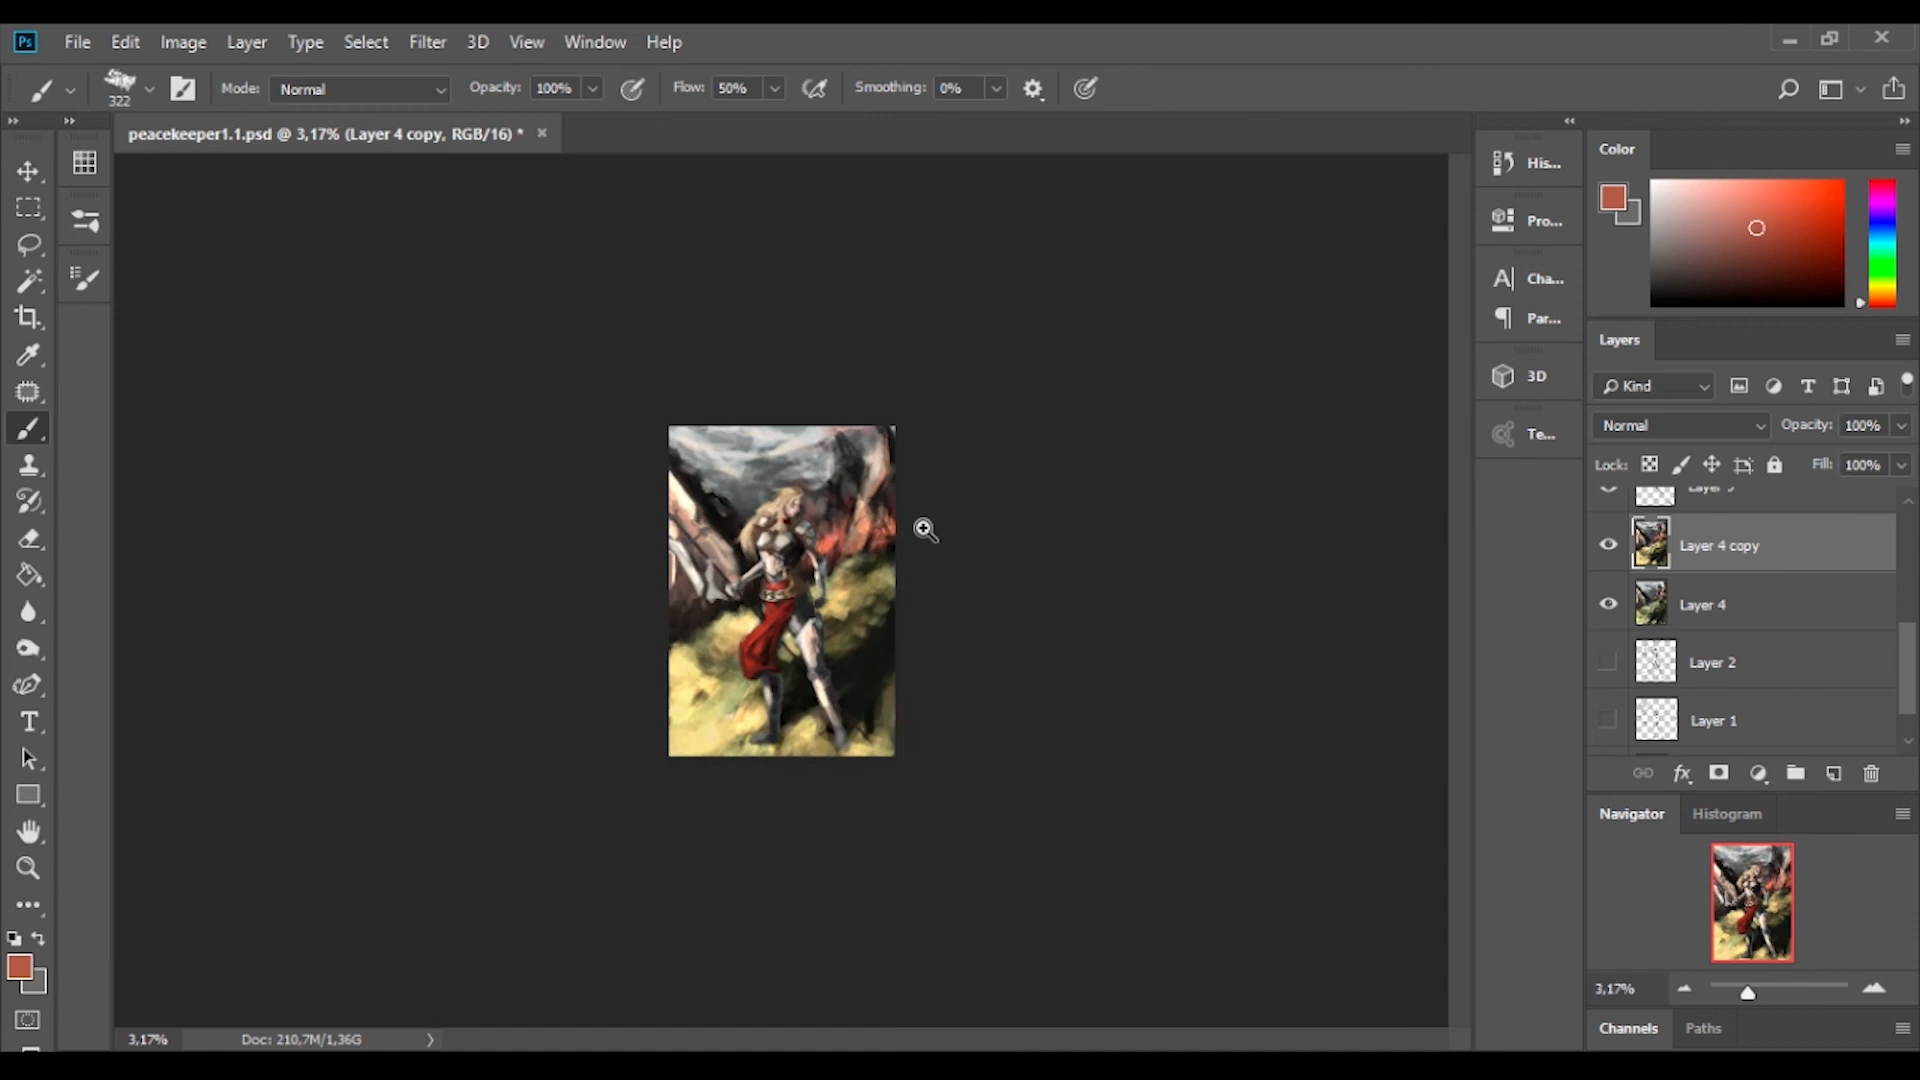 Ps File Edit Image Layer Type Select Filter 3D View Window Help
322 Mode: Normal Opacity: 100% Flow: 50% Smoothing: 0%
peacekeeper1.1.psd @ 3,17% (Layer 4 copy, RGB/16) *
His...
Pro...
Cha...
Par...
3D
Te...
Color
Layers
Kind
Normal Opacity: 100%
Lock: Fill: 100%
Layer 4 copy
Layer 4
Layer 2
Layer 1
fx
Navigator Histogram
3,17%
Channels Paths
3,17% Doc: 210,7M/1,36G